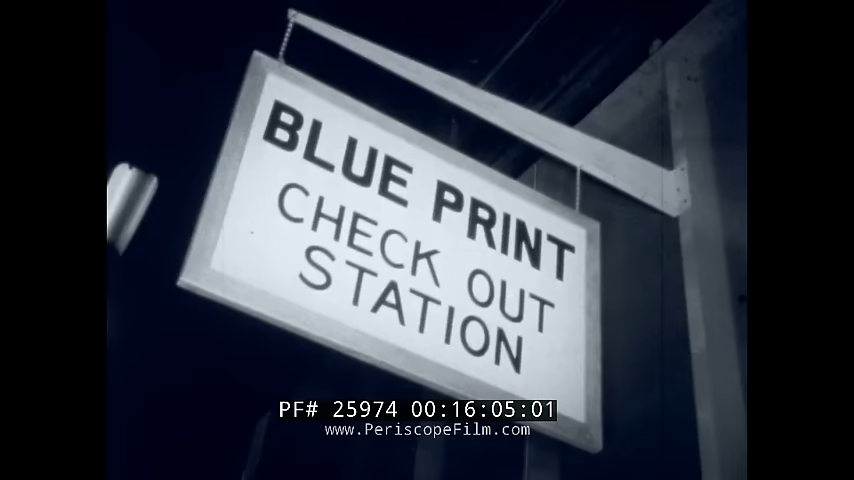 BLUE PRINT
CHECK OUT
STATION
PF# 25974 00:16:05:01
www.PeriscopeFilm.com